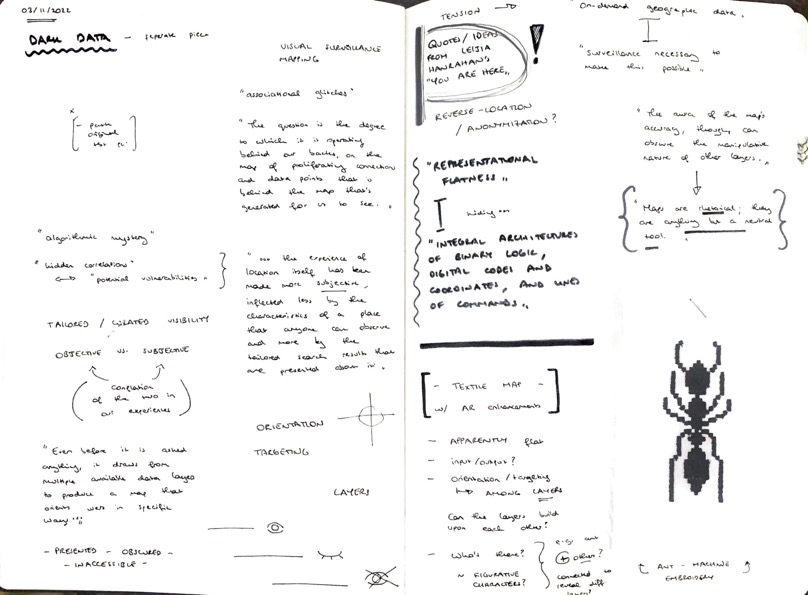 03/11/2022
DARK DATA - separate piece
VISUAL SURVEILLANCE
MAPPING
"associational glitches"
"The question is the degree
to which it is operating
behind our backs, on the
map of proliferating connection
and data points that is
behind the map that's
generated for us to see."
"algorithmic mystery"
"hidden correlations"
"potential vulnerabilities"
TAILORED / CURATED VISIBILITY
OBJECTIVE vs. SUBJECTIVE
Conflation
of the two in
our experiences
"... the experience of
location itself has been
made more subjective,
inflected less by the
characteristics of a place
that anyone can observe
and more by the
tailored search results that
are presented about it".
"Even before it is asked
anything, it draws from
multiple available data layers
to produce a map that
orients users in specific
ways".
ORIENTATION
TARGETING
LAYERS
- PRESENTED - OBSCURED -
- INACCESSIBLE -
TENSION →
QUOTES / IDEAS
FROM LEILJIA
HANRAHAN'S
"YOU ARE HERE"
!
REVERSE-LOCATION
/ ANONYMIZATION?
"REPRESENTATIONAL
FLATNESS"
hiding...
"INTEGRAL ARCHITECTURES
OF BINARY LOGIC,
DIGITAL CODES AND
COORDINATES, AND LINES
OF COMMANDS."
- TEXTILE MAP -
w/ AR enhancements
- APPARENTLY flat
- input/output?
- Orientation/targeting
↳ AMONG LAYERS
Can the layers build
upon each other?
- Who's there?
~ FIGURATIVE
CHARACTERS?
e.g. ant
+ other?
connected to
reveal diff.
layers?
On-demand geographic data.
"Surveillance necessary to
make this possible"
"The aura of the map's
accuracy, though, can
obscure the manipulative
nature of other layers."
"Maps are rhetorical; they
are anything but a neutral
tool."
ANT - MACHINE
EMBROIDERY